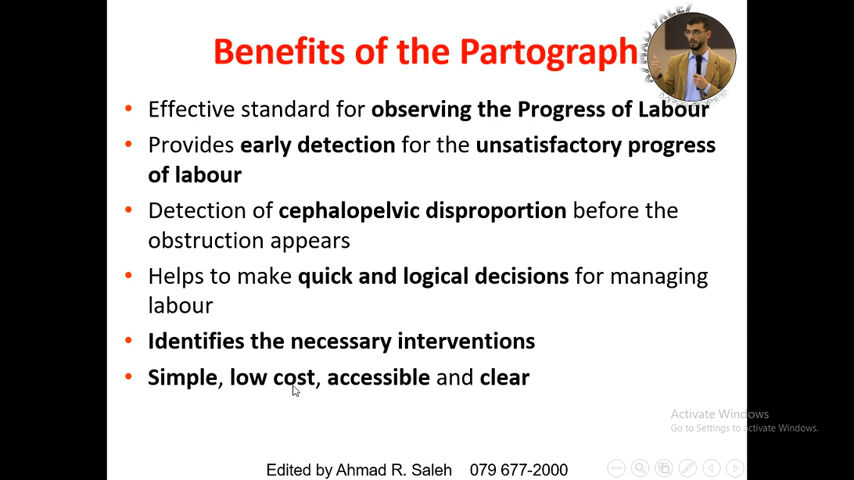 Benefits of the Partograph
• Effective standard for observing the Progress of Labour
• Provides early detection for the unsatisfactory progress
of labour
• Detection of cephalopelvic disproportion before the
obstruction appears
• Helps to make quick and logical decisions for managing
labour
• Identifies the necessary interventions
• Simple, low cost, accessible and clear
Activate Windows
Go to Settings to activate Windows.
Edited by Ahmad R. Saleh 079 677-2000